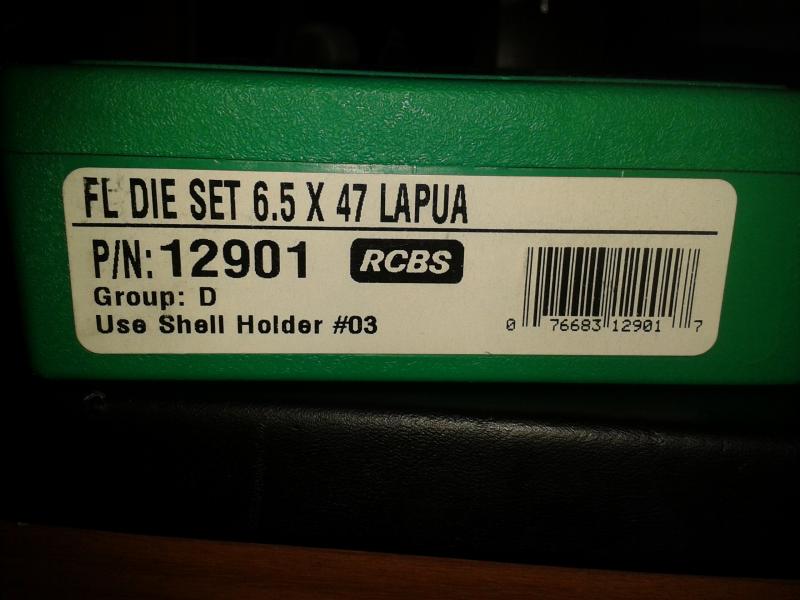 FL DIE SET 6.5 X 47 LAPUA
P/N: 12901 RCBS
Group: D
Use Shell Holder #03
0 76683 12901 7